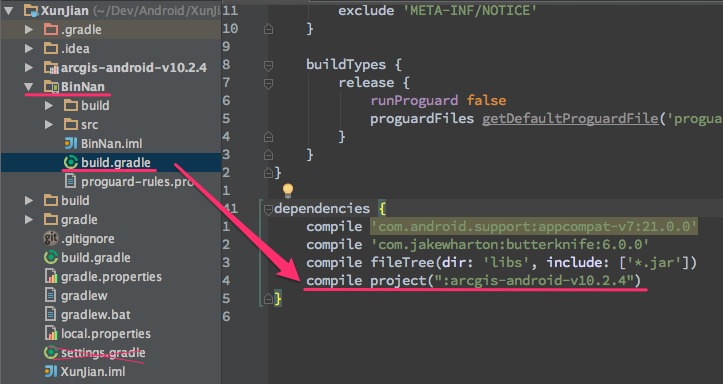 XunJian (~/Dev/Android/XunJi
.gradle
.idea
arcgis-android-v10.2.4
BinNan
build
src
BinNan.iml
build.gradle
proguard-rules.pro
build
gradle
.gitignore
build.gradle
gradle.properties
gradlew
gradlew.bat
local.properties
settings.gradle
XunJian.iml
11 exclude 'META-INF/NOTICE'
10 }
9
8 buildTypes {
7 release {
6 runProguard false
5 proguardFiles getDefaultProguardFile('progua
4 }
3 }
2 }
1
41 dependencies {
1 compile 'com.android.support:appcompat-v7:21.0.0'
2 compile 'com.jakewharton:butterknife:6.0.0'
3 compile fileTree(dir: 'libs', include: ['*.jar'])
4 compile project(":arcgis-android-v10.2.4")
5 }
6